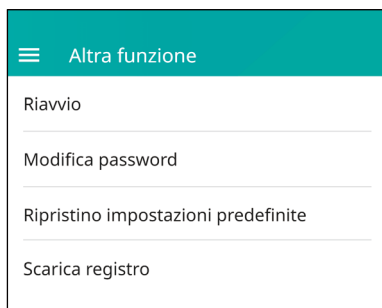 Altra funzione
Riavvio
Modifica password
Ripristino impostazioni predefinite
Scarica registro